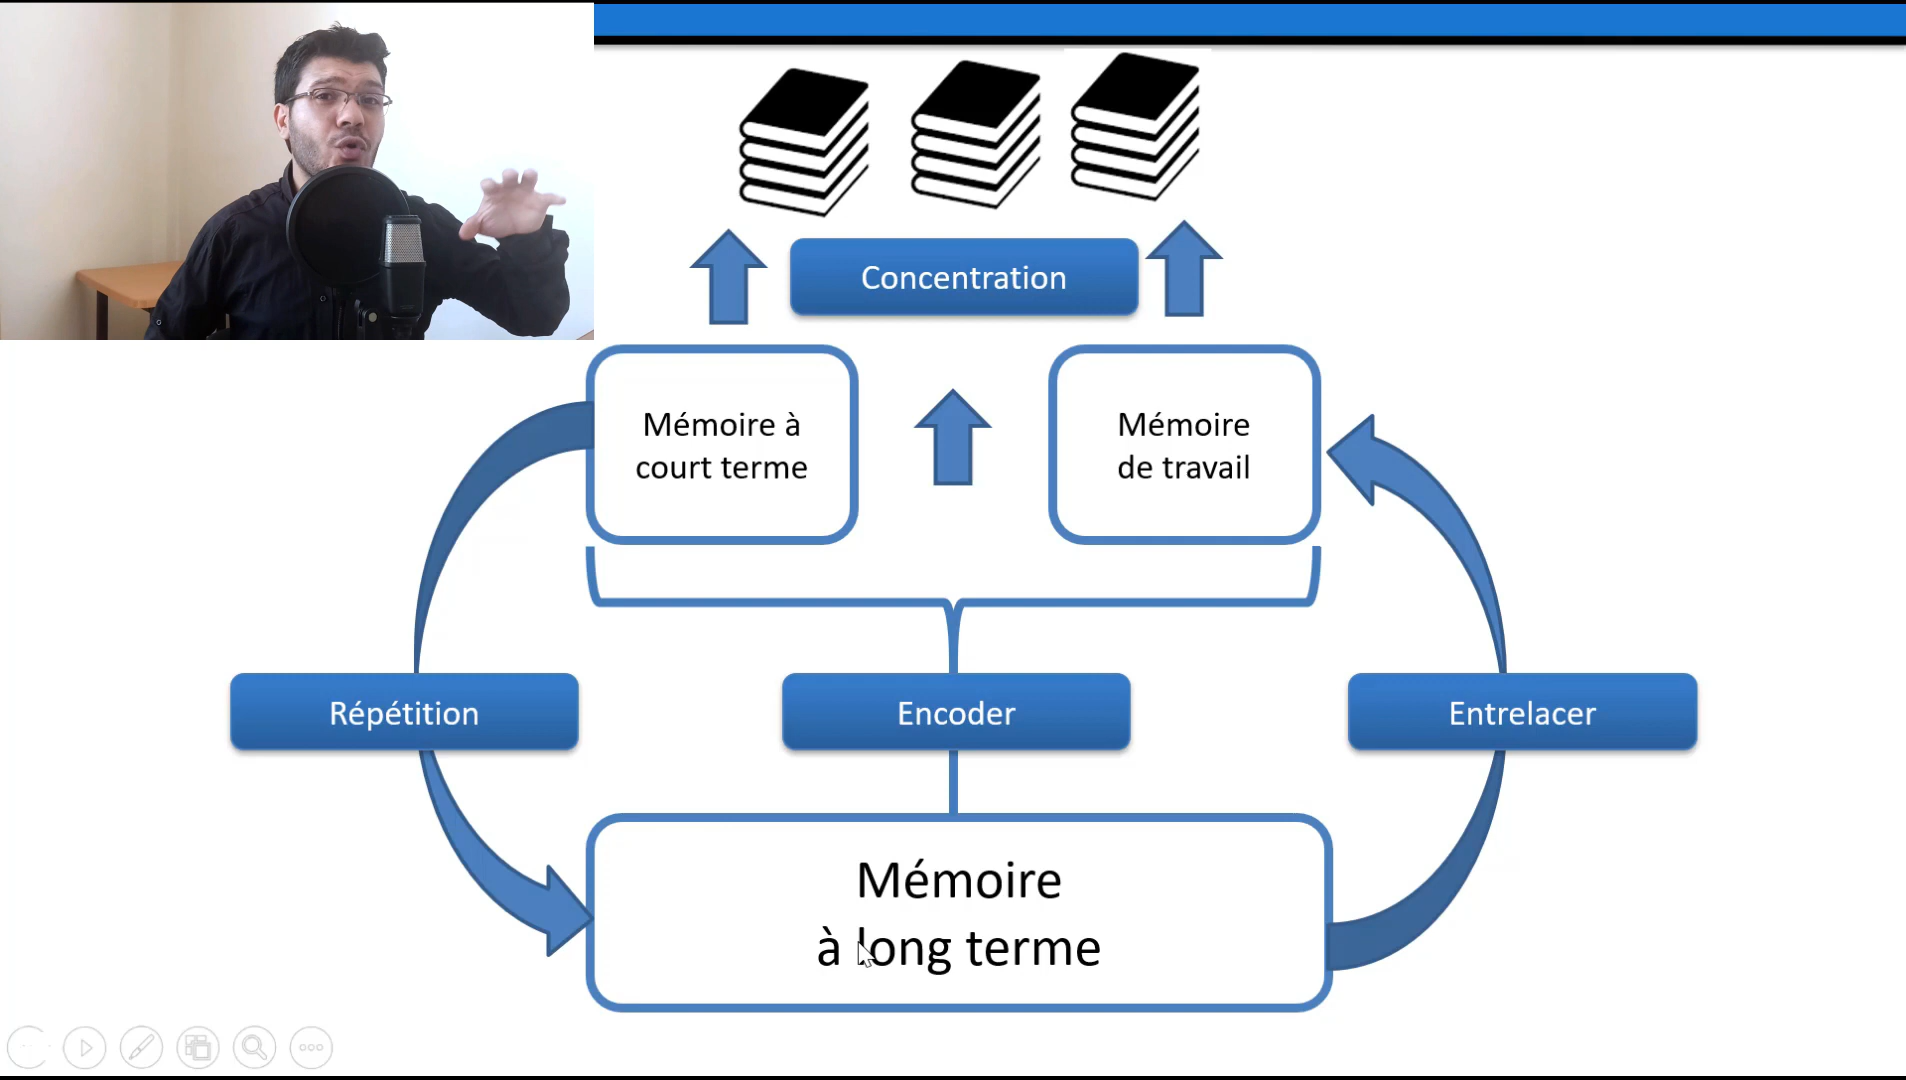 Concentration
Mémoire à
court terme
Mémoire
de travail
Répétition
Encoder
Entrelacer
Mémoire
à long terme